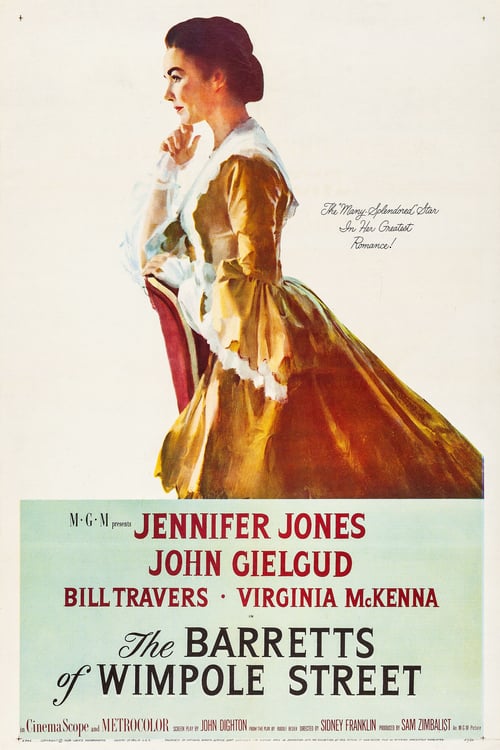 The "Many-Splendored" Star
In Her Greatest
Romance!
M·G·M presents JENNIFER JONES
JOHN GIELGUD
BILL TRAVERS · VIRGINIA McKENNA
IN
The BARRETTS
of WIMPOLE STREET
in CinemaScope and METROCOLOR SCREEN PLAY BY JOHN DIGHTON FROM THE PLAY BY RUDOLF BESIER DIRECTED BY SIDNEY FRANKLIN PRODUCED BY SAM ZIMBALIST AN M-G-M Picture